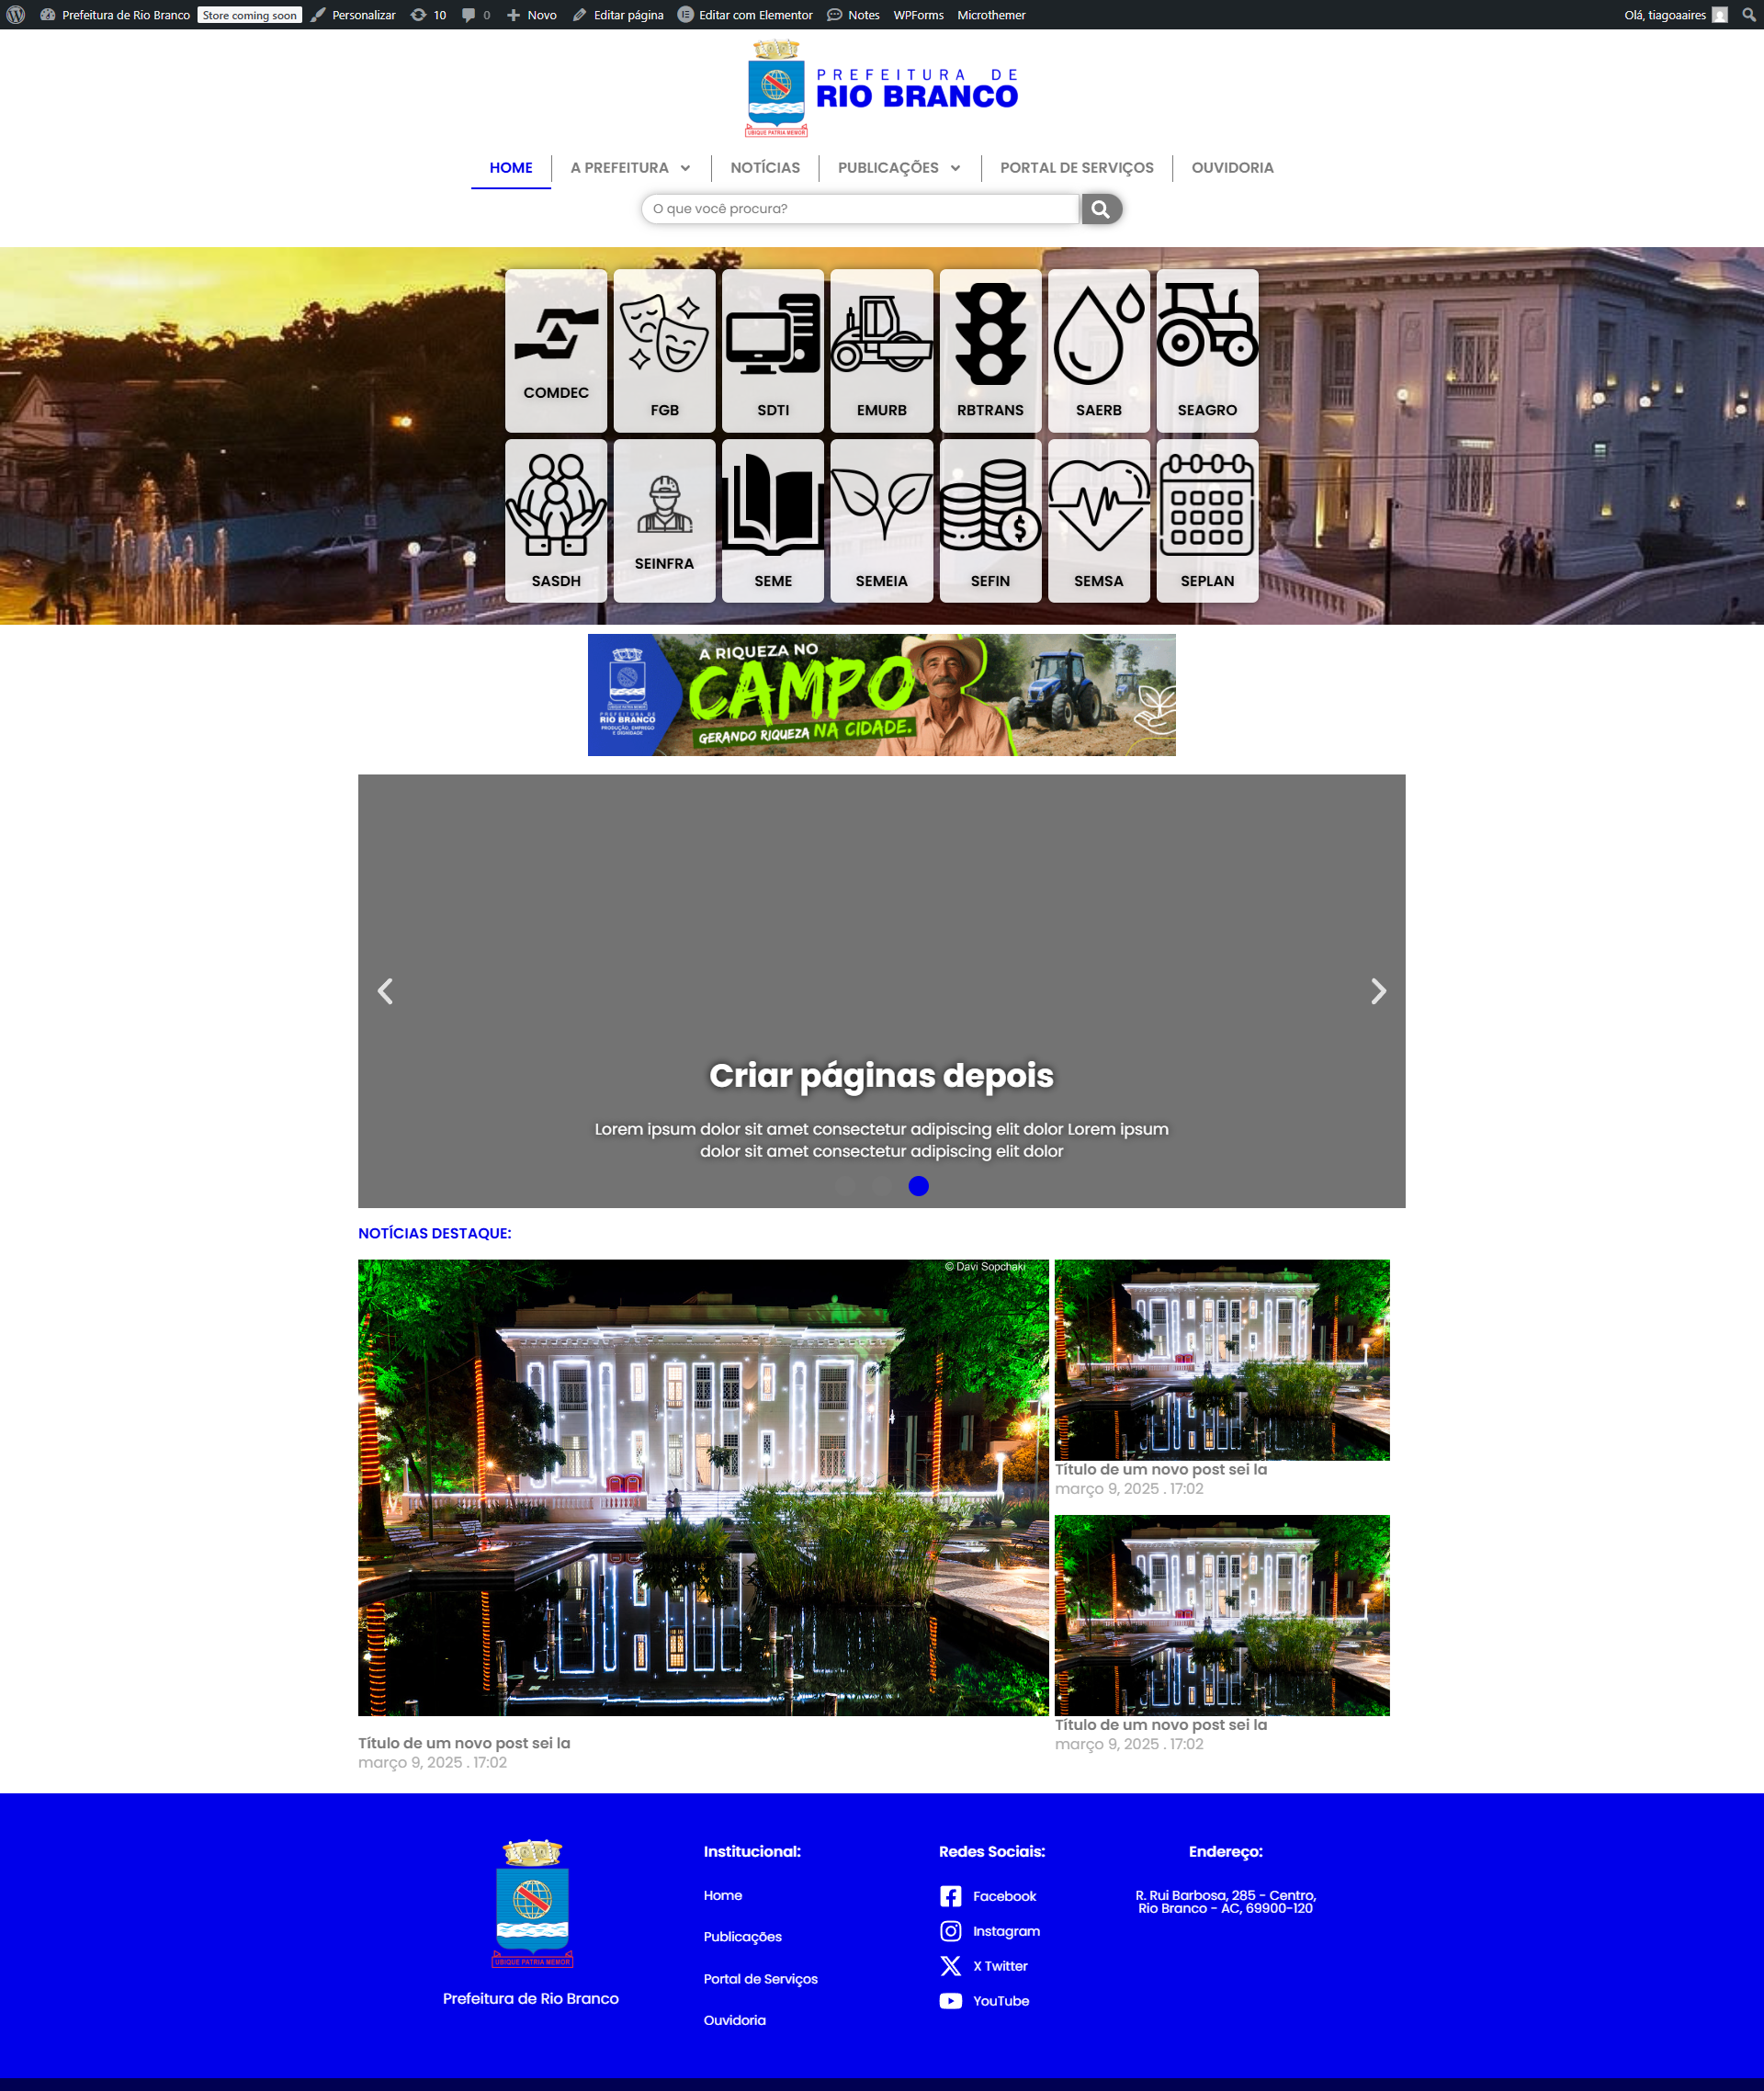 Prefeitura de Rio Branco Store coming soon Personalizar 10 0 Novo Editar página Editar com Elementor Notes WPForms Microthemer Olá, tiagoaaires
PREFEITURA DE
RIO BRANCO
UBIQUE PATRIA MEMOR
HOME A PREFEITURA NOTÍCIAS PUBLICAÇÕES PORTAL DE SERVIÇOS OUVIDORIA
O que você procura?
COMDEC FGB SDTI EMURB RBTRANS SAERB SEAGRO
SASDH SEINFRA SEME SEMEIA SEFIN SEMSA SEPLAN
A RIQUEZA NO
CAMPO
GERANDO RIQUEZA NA CIDADE.
PREFEITURA DE
RIO BRANCO
PRODUÇÃO, EMPREGO
E DIGNIDADE
Criar páginas depois
Lorem ipsum dolor sit amet consectetur adipiscing elit dolor Lorem ipsum
dolor sit amet consectetur adipiscing elit dolor
NOTÍCIAS DESTAQUE:
© Davi Sopchaki
Título de um novo post sei la
março 9, 2025 . 17:02
Título de um novo post sei la
março 9, 2025 . 17:02
Título de um novo post sei la
março 9, 2025 . 17:02
UBIQUE PATRIA MEMOR
Prefeitura de Rio Branco
Institucional:
Home
Publicações
Portal de Serviços
Ouvidoria
Redes Sociais:
Facebook
Instagram
X Twitter
YouTube
Endereço:
R. Rui Barbosa, 285 - Centro,
Rio Branco - AC, 69900-120